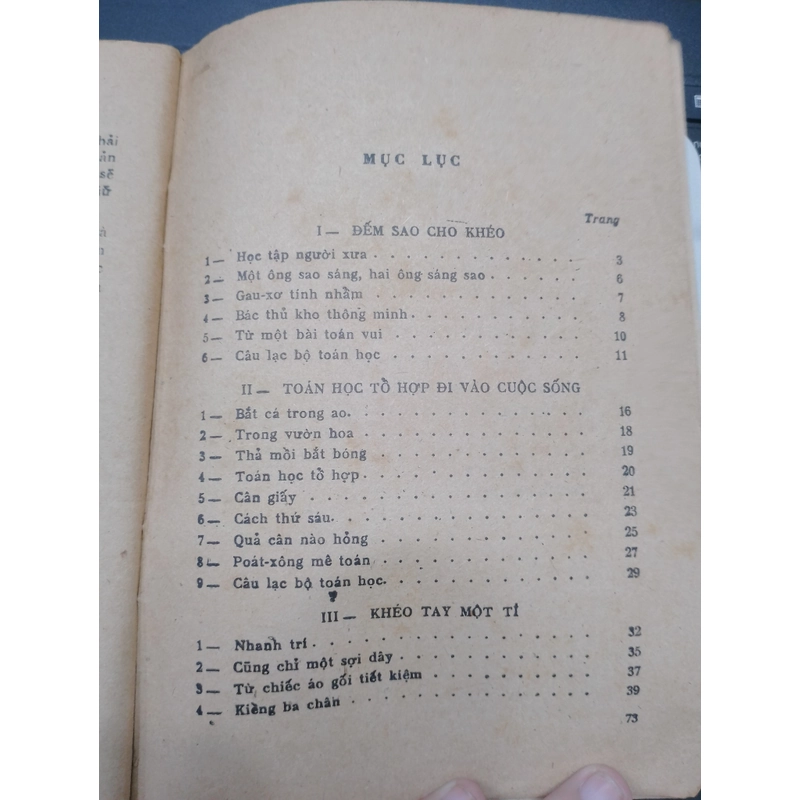 hải
sẽ
MỤC LỤC
Trang
I — ĐẾM SAO CHO KHÉO
1 — Học tập người xưa . . . . . . . . . . . . 3
2 — Một ông sao sáng, hai ông sáng sao . . . . . . 6
3 — Gau-xơ tính nhầm . . . . . . . . . . . . 7
4 — Bác thủ kho thông minh . . . . . . . . . . 8
5 — Từ một bài toán vui . . . . . . . . . . . 10
6 — Câu lạc bộ toán học . . . . . . . . . . . 11
II — TOÁN HỌC TỔ HỢP ĐI VÀO CUỘC SỐNG
1 — Bắt cá trong ao. . . . . . . . . . . . . 16
2 — Trong vườn hoa . . . . . . . . . . . . 18
3 — Thả mồi bắt bóng . . . . . . . . . . . . 19
4 — Toán học tổ hợp . . . . . . . . . . . . 20
5 — Cân giấy . . . . . . . . . . . . . . 21
6 — Cách thứ sáu. . . . . . . . . . . . . . 23
7 — Quả cân nào hỏng . . . . . . . . . . . . 25
8 — Poát-xông mê toán . . . . . . . . . . . . 27
9 — Câu lạc bộ toán học. . . . . . . . . . . . 29
III — KHÉO TAY MỘT TÍ
1 — Nhanh trí . . . . . . . . . . . . . . 32
2 — Cũng chỉ một sợi dây . . . . . . . . . . . 35
3 — Từ chiếc áo gối tiết kiệm . . . . . . . . . 37
4 — Kiềng ba chân . . . . . . . . . . . . . 39
73